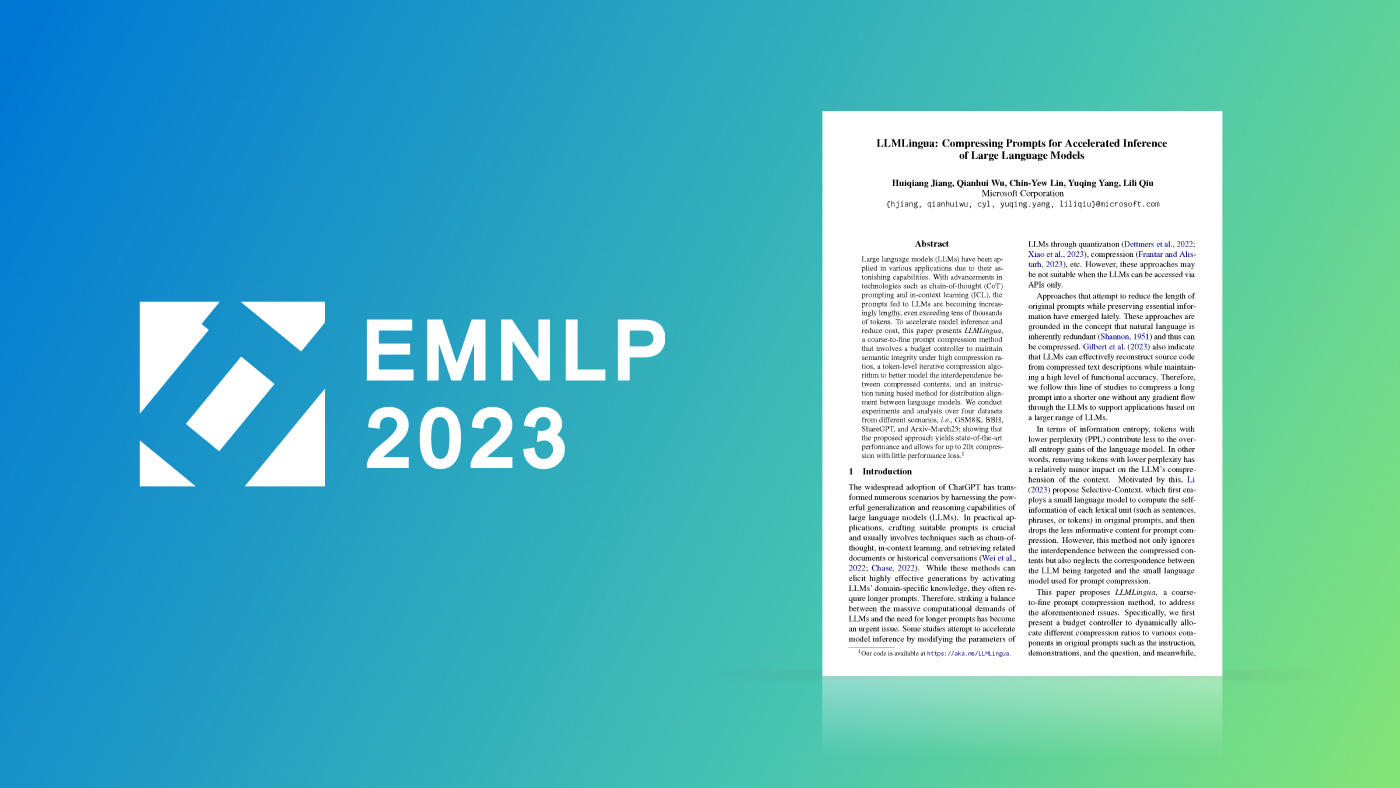 EMNLP
2023
LLMLingua: Compressing Prompts for Accelerated Inference
of Large Language Models
Huiqiang Jiang, Qianhui Wu, Chin-Yew Lin, Yuqing Yang, Lili Qiu
Microsoft Corporation
{hjiang, qianhuiwu, cyl, yuqing.yang, liliqiu}@microsoft.com
Abstract
Large language models (LLMs) have been ap-
plied in various applications due to their as-
tonishing capabilities. With advancements in
technologies such as chain-of-thought (CoT)
prompting and in-context learning (ICL), the
prompts fed to LLMs are becoming increas-
ingly lengthy, even exceeding tens of thousands
of tokens. To accelerate model inference and
reduce cost, this paper presents LLMLingua,
a coarse-to-fine prompt compression method
that involves a budget controller to maintain
semantic integrity under high compression ra-
tios, a token-level iterative compression algo-
rithm to better model the interdependence be-
tween compressed contents, and an instruc-
tion tuning based method for distribution align-
ment between language models. We conduct
experiments and analysis over four datasets
from different scenarios, i.e., GSM8K, BBH,
ShareGPT, and Arxiv-March23; showing that
the proposed approach yields state-of-the-art
performance and allows for up to 20x compres-
sion with little performance loss.1
1 Introduction
The widespread adoption of ChatGPT has trans-
formed numerous scenarios by harnessing the pow-
erful generalization and reasoning capabilities of
large language models (LLMs). In practical ap-
plications, crafting suitable prompts is crucial
and usually involves techniques such as chain-of-
thought, in-context learning, and retrieving related
documents or historical conversations (Wei et al.,
2022; Chase, 2022). While these methods can
elicit highly effective generations by activating
LLMs' domain-specific knowledge, they often re-
quire longer prompts. Therefore, striking a balance
between the massive computational demands of
LLMs and the need for longer prompts has become
an urgent issue. Some studies attempt to accelerate
model inference by modifying the parameters of
1Our code is available at https://aka.ms/LLMLingua.
LLMs through quantization (Dettmers et al., 2022;
Xiao et al., 2023), compression (Frantar and Alis-
tarh, 2023), etc. However, these approaches may
be not suitable when the LLMs can be accessed via
APIs only.
Approaches that attempt to reduce the length of
original prompts while preserving essential infor-
mation have emerged lately. These approaches are
grounded in the concept that natural language is
inherently redundant (Shannon, 1951) and thus can
be compressed. Gilbert et al. (2023) also indicate
that LLMs can effectively reconstruct source code
from compressed text descriptions while maintain-
ing a high level of functional accuracy. Therefore,
we follow this line of studies to compress a long
prompt into a shorter one without any gradient flow
through the LLMs to support applications based on
a larger range of LLMs.
In terms of information entropy, tokens with
lower perplexity (PPL) contribute less to the over-
all entropy gains of the language model. In other
words, removing tokens with lower perplexity has
a relatively minor impact on the LLM's compre-
hension of the context. Motivated by this, Li
(2023) propose Selective-Context, which first em-
ploys a small language model to compute the self-
information of each lexical unit (such as sentences,
phrases, or tokens) in original prompts, and then
drops the less informative content for prompt com-
pression. However, this method not only ignores
the interdependence between the compressed con-
tents but also neglects the correspondence between
the LLM being targeted and the small language
model used for prompt compression.
This paper proposes LLMLingua, a coarse-
to-fine prompt compression method, to address
the aforementioned issues. Specifically, we first
present a budget controller to dynamically allo-
cate different compression ratios to various com-
ponents in original prompts such as the instruction,
demonstrations, and the question, and meanwhile,